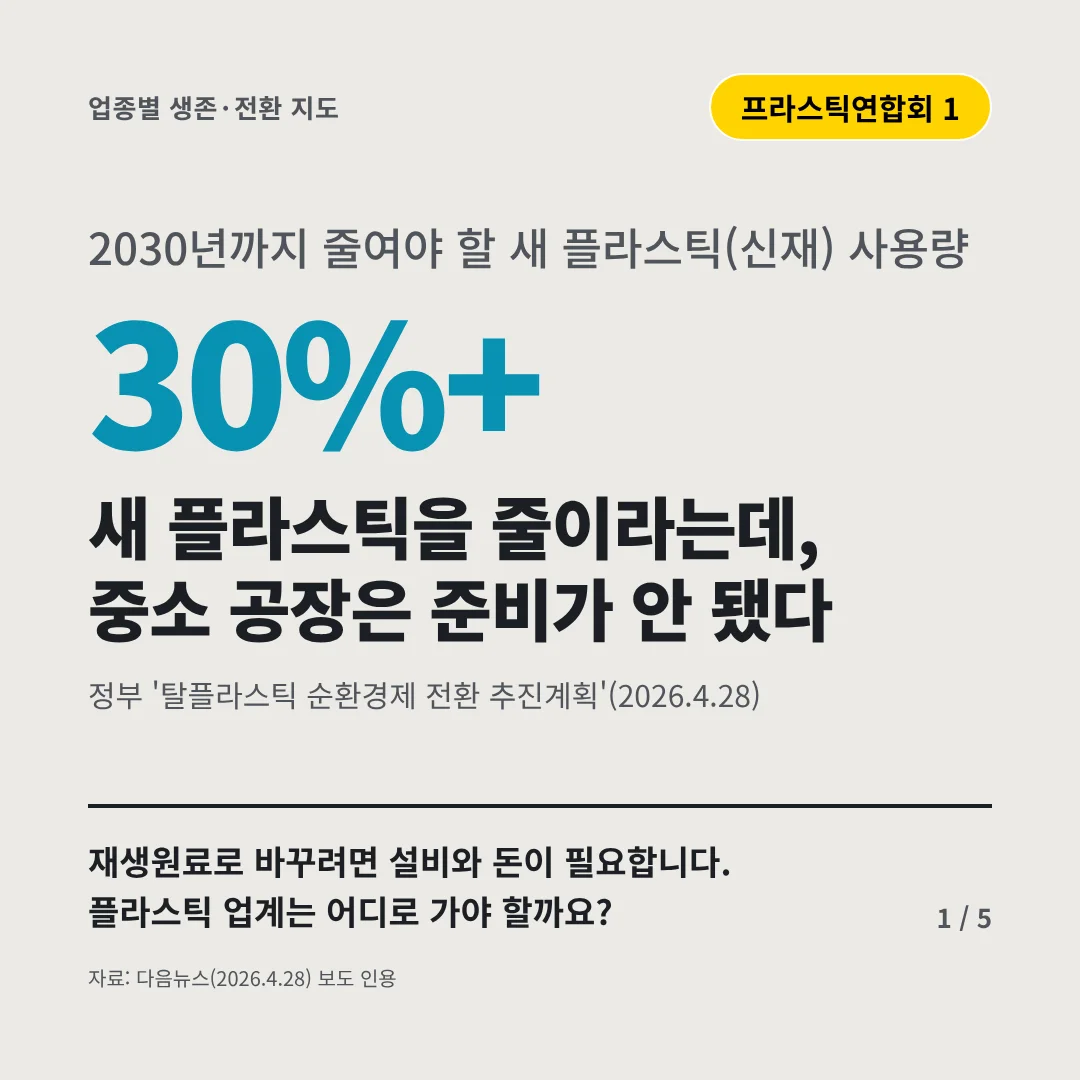 업종별 생존·전환 지도
프라스틱연합회 1
2030년까지 줄여야 할 새 플라스틱(신재) 사용량
30%+
새 플라스틱을 줄이라는데,
중소 공장은 준비가 안 됐다
정부 '탈플라스틱 순환경제 전환 추진계획'(2026.4.28)
재생원료로 바꾸려면 설비와 돈이 필요합니다.
플라스틱 업계는 어디로 가야 할까요?
1 / 5
자료: 다음뉴스(2026.4.28) 보도 인용